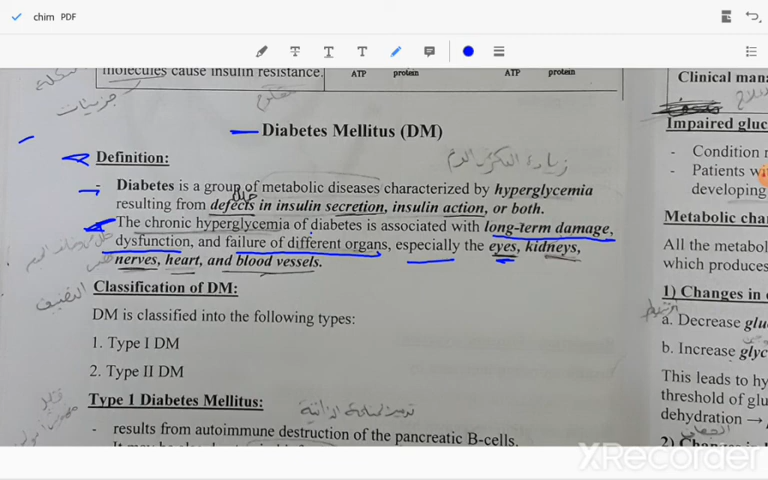 chim PDF
molecules cause insulin resistance.
ATP protein ATP protein
Diabetes Mellitus (DM)
Definition:
زيادة السكر الدم
- Diabetes is a group of metabolic diseases characterized by hyperglycemia
خلل
resulting from defects in insulin secretion, insulin action, or both.
The chronic hyperglycemia of diabetes is associated with long-term damage,
dysfunction, and failure of different organs, especially the eyes, kidneys,
nerves, heart, and blood vessels.
التصنيف
Classification of DM:
DM is classified into the following types:
1. Type I DM
2. Type II DM
Type 1 Diabetes Mellitus:
- results from autoimmune destruction of the pancreatic B-cells.
جزيئات
Clinical man
Impaired gluc
- Condition r
- Patients wi
developing
Metabolic cha
All the metabol
which produces
1) Changes in c
a. Decrease glu
b. Increase glyc
This leads to hy
threshold of glu
dehydration →
الجفاف
XRecorder